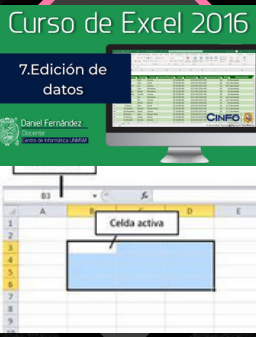 Curso de Excel 2016
7.Edición de
datos
Daniel Fernández
Docente
Centro de Informática UNMSM
CINFO
B3
fx
A
B
D
E
Celda activa
1
2
3
4
5
6
7
8
9
10